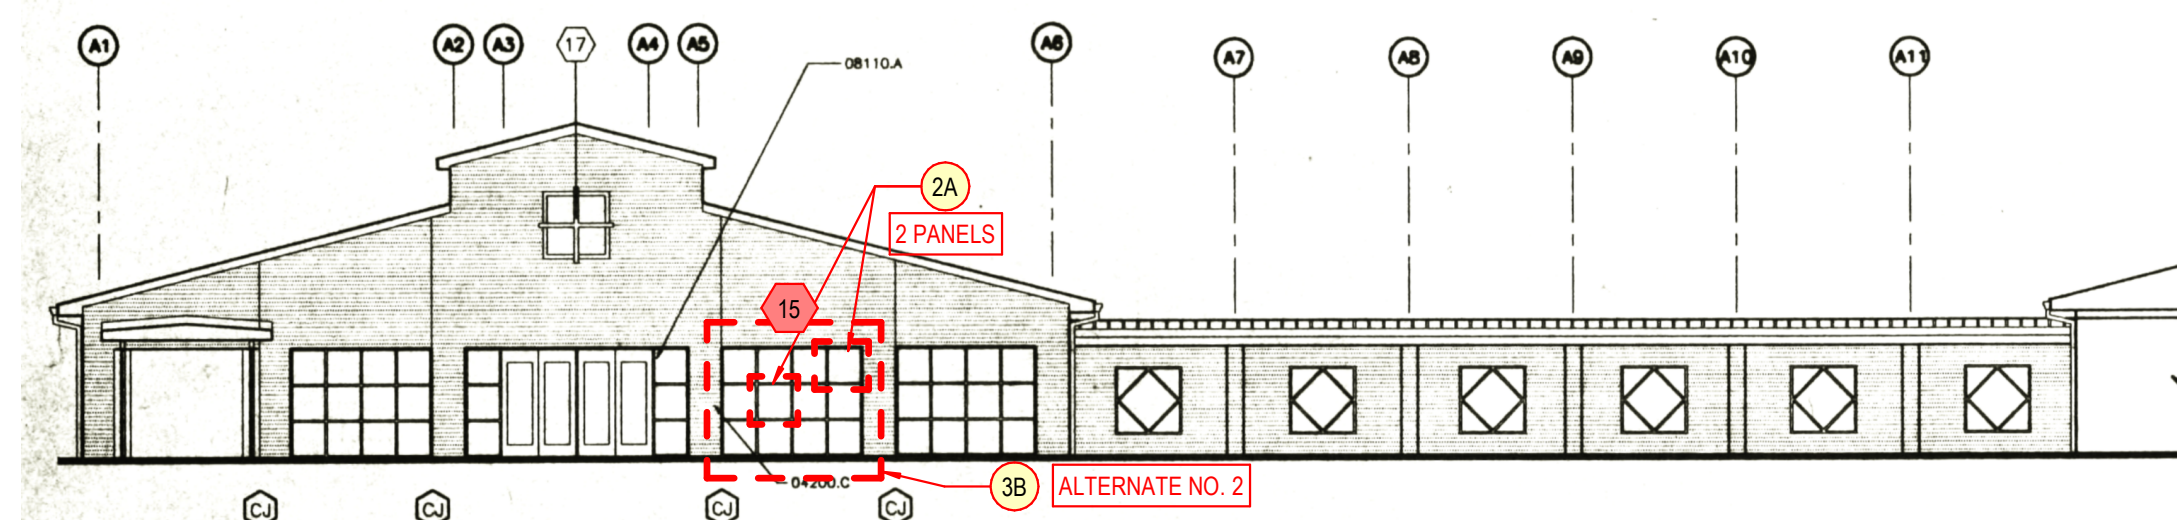 A1
A2
A3
17
A4
A5
A6
A7
A8
A9
A10
A11
08110.A
2A
2 PANELS
15
04200.C
3B
ALTERNATE NO. 2
CJ
CJ
CJ
CJ